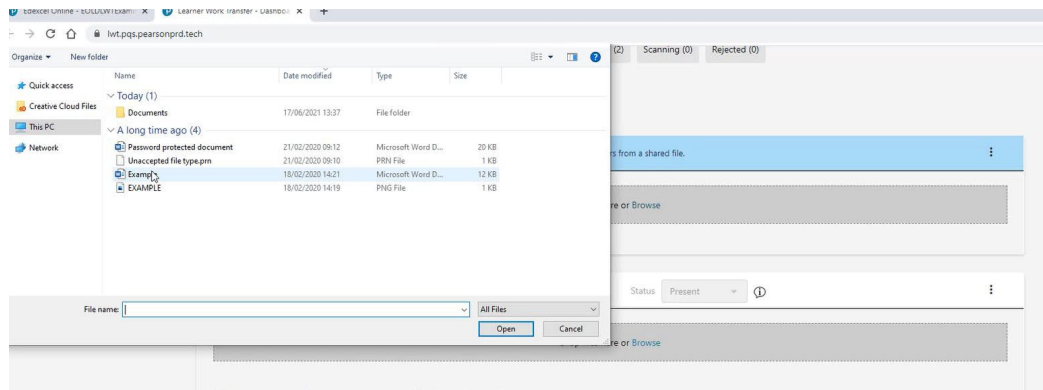 Edexcel Online - EOLDLWTExami
Learner Work Transfer - Dashbo
lwt.pqs.pearsonprd.tech
Organize
New folder
(2)
Scanning (0)
Rejected (0)
Quick access
Creative Cloud Files
This PC
Network
Name
Date modified
Type
Size
Today (1)
Documents 17/06/2021 13:37 File folder
A long time ago (4)
Password protected document 21/02/2020 09:12 Microsoft Word D... 20 KB
Unaccepted file type.prn 21/02/2020 09:10 PRN File 1 KB
Example 18/02/2020 14:21 Microsoft Word D... 12 KB
EXAMPLE 18/02/2020 14:19 PNG File 1 KB
rs from a shared file.
re or Browse
Status Present
File name:
All Files
Open
Cancel
re or Browse